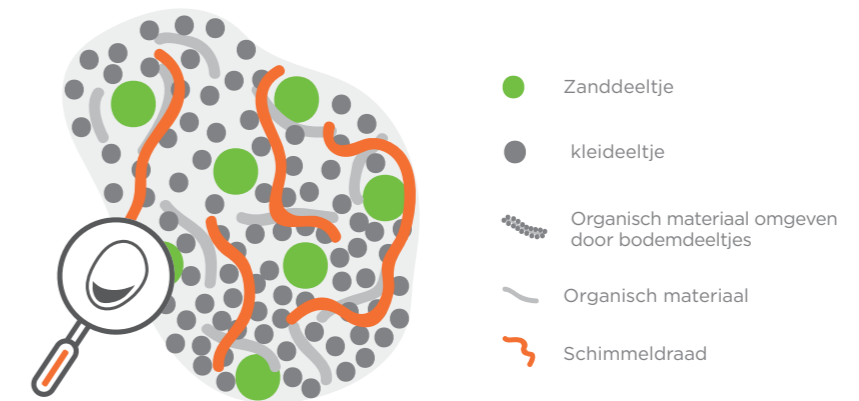 Zanddeeltje
kleideeltje
Organisch materiaal omgeven
door bodemdeeltjes
Organisch materiaal
Schimmeldraad